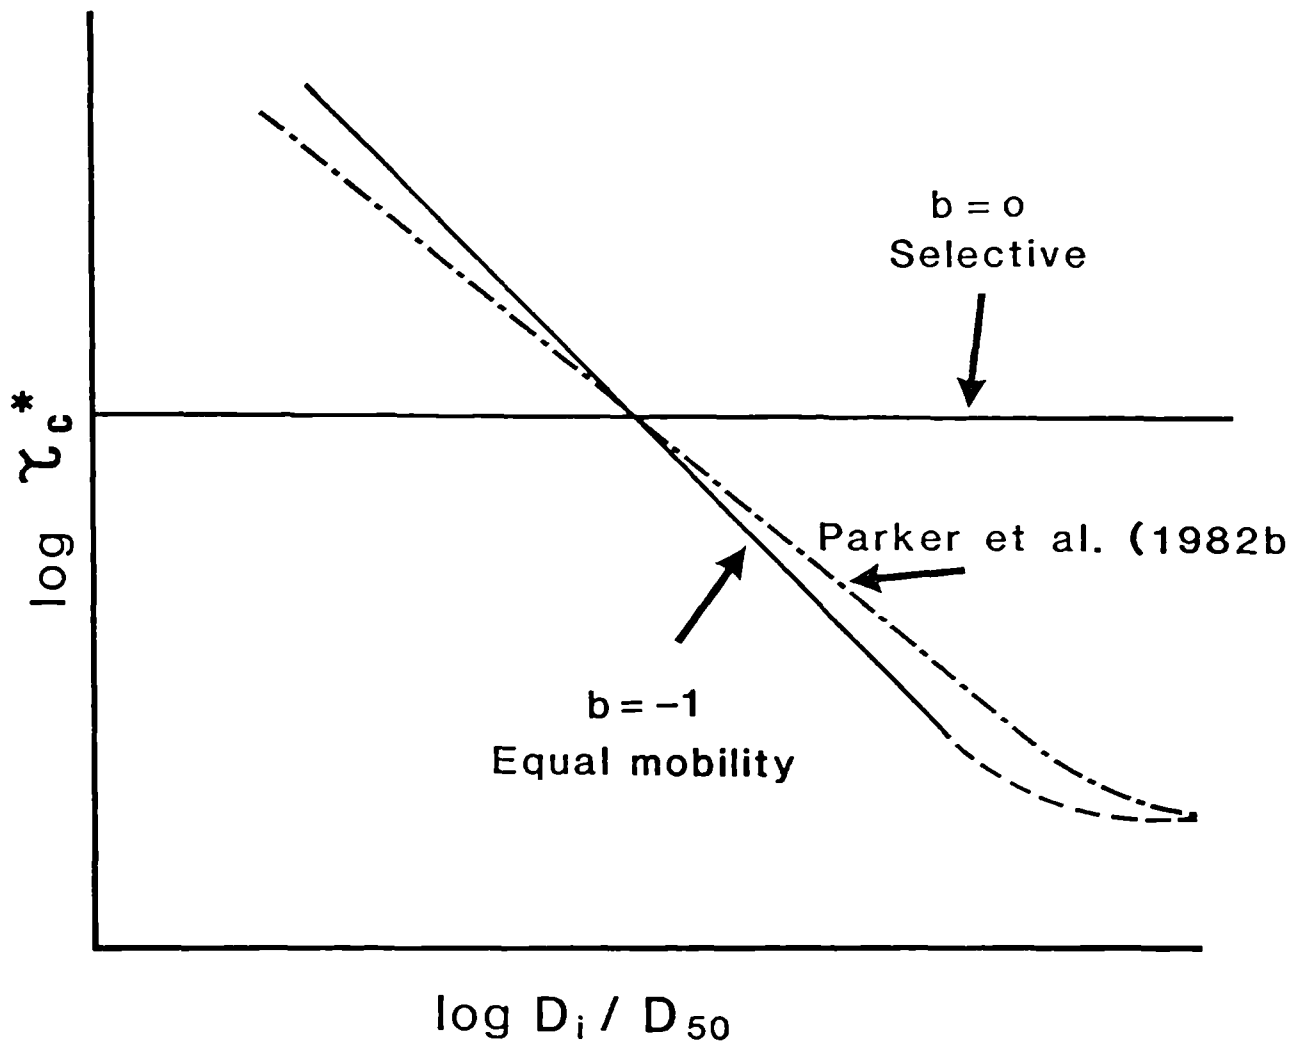 b = o
Selective
log τc*
Parker et al. (1982b
b = −1
Equal mobility
log Di / D50